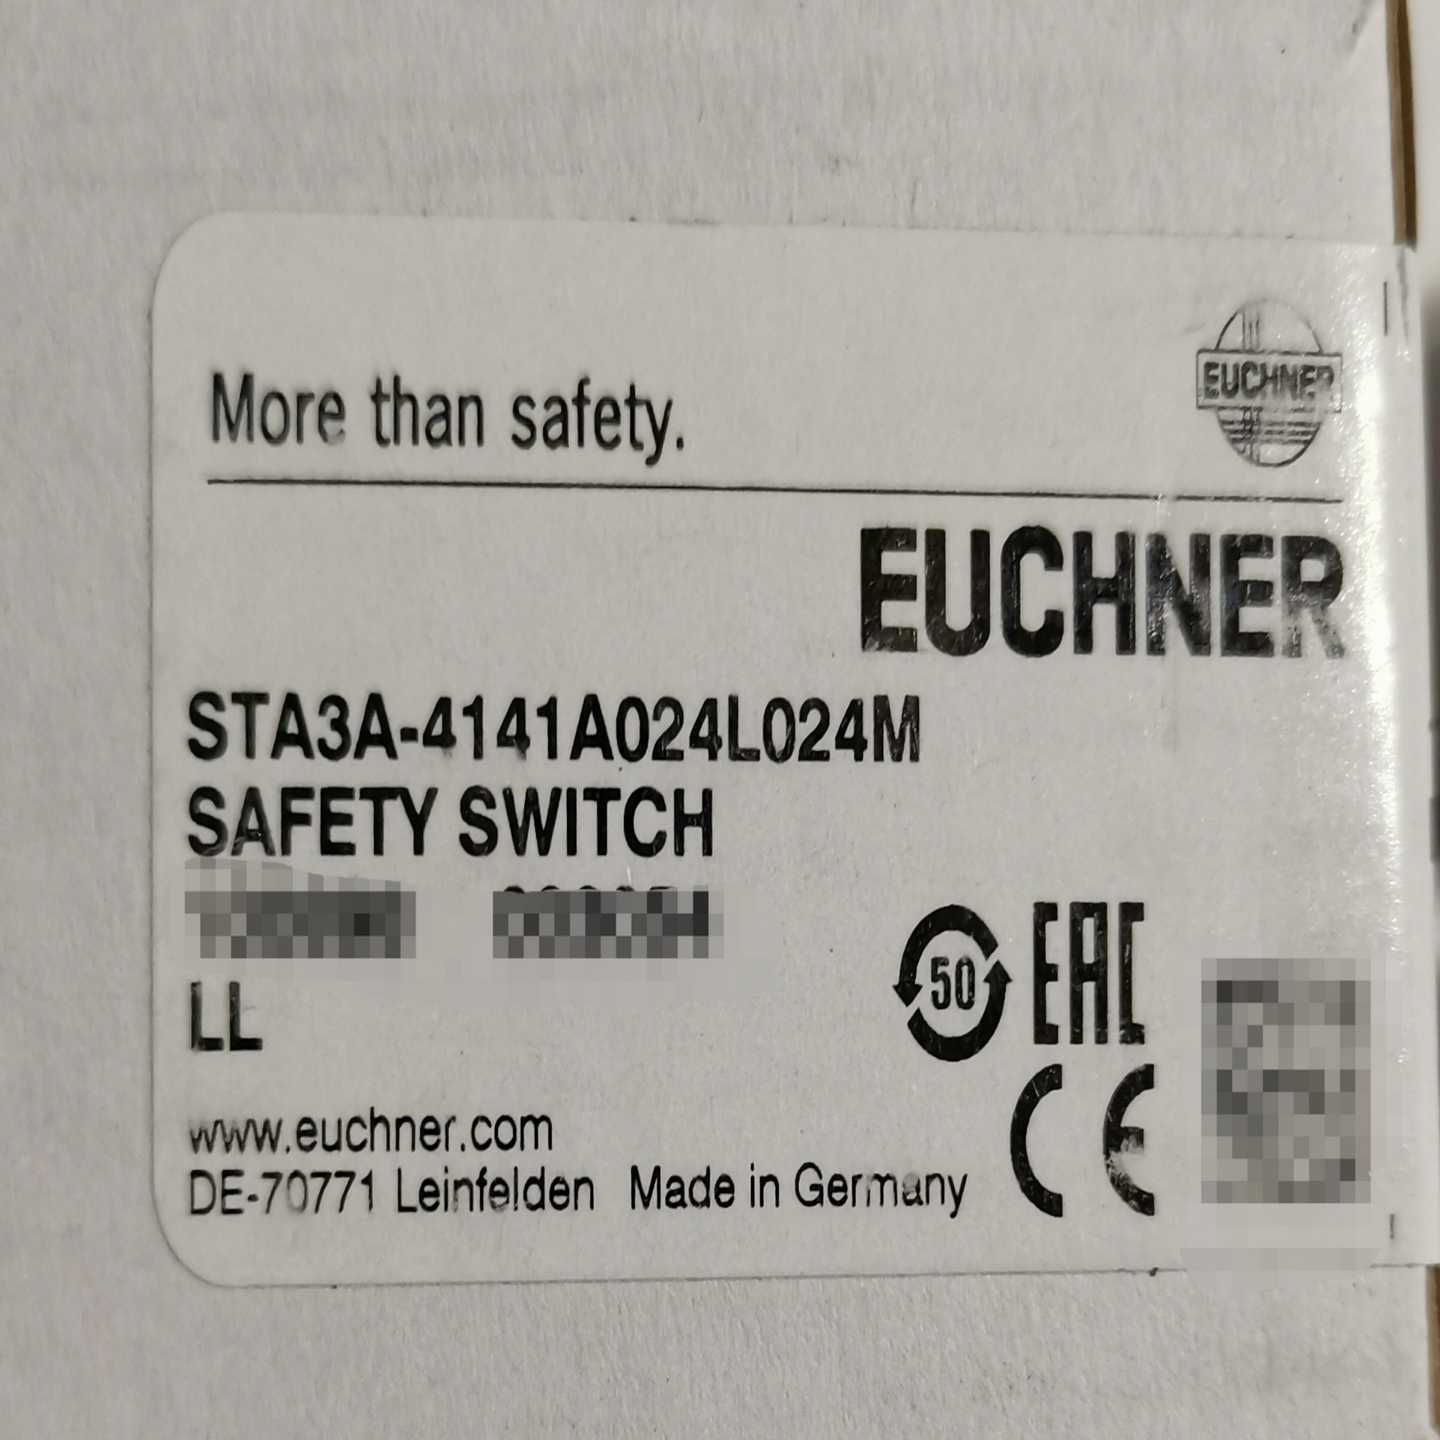 More than safety.
EUCHNER
EUCHNER
STA3A-4141A024L024M
SAFETY SWITCH
LL
50
EAC
CE
www.euchner.com
DE-70771 Leinfelden Made in Germany